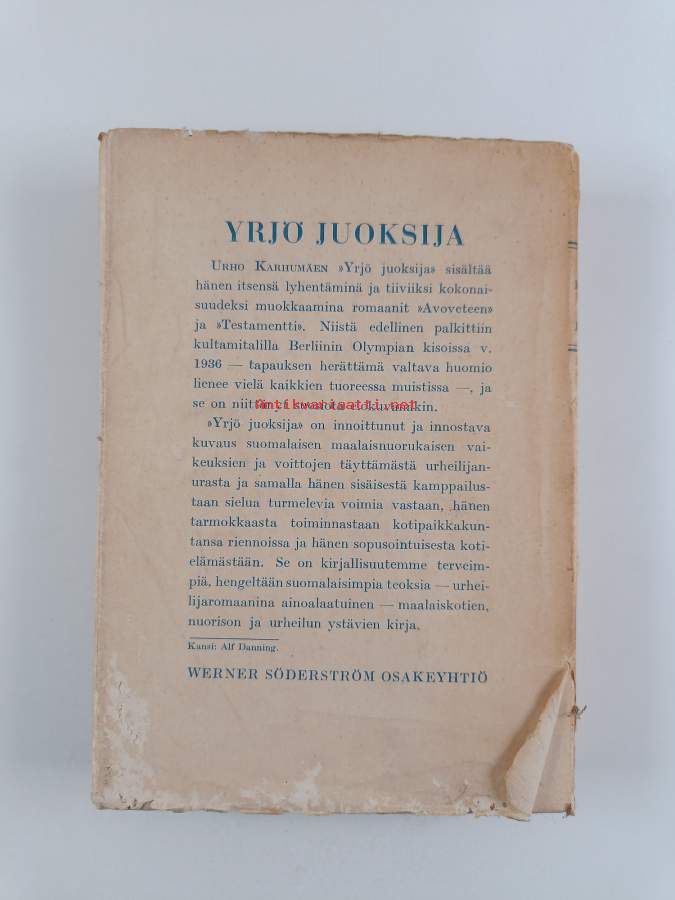 YRJÖ JUOKSIJA
URHO KARHUMÄEN »Yrjö juoksija» sisältää
hänen itsensä lyhentäminä ja tiiviiksi kokonai-
suudeksi muokkaamina romaanit »Avoveteen»
ja »Testamentti». Niistä edellinen palkittiin
kultamitalilla Berliinin Olympian kisoissa v.
1936 — tapauksen herättämä valtava huomio
lienee vielä kaikkien tuoreessa muistissa —, ja
se on niittänyt suosiota elokuvanakin.
Antikvariaatti.net
»Yrjö juoksija» on innoittunut ja innostava
kuvaus suomalaisen maalaisnuorukaisen vai-
keuksien ja voittojen täyttämästä urheilijan-
urasta ja samalla hänen sisäisestä kamppailus-
taan sielua turmelevia voimia vastaan, hänen
tarmokkaasta toiminnastaan kotipaikkakun-
tansa riennoissa ja hänen sopusointuisesta koti-
elämästään. Se on kirjallisuutemme terveim-
piä, hengeltään suomalaisimpia teoksia — urhei-
lijaromaanina ainoalaatuinen — maalaiskotien,
nuorison ja urheilun ystävien kirja.
Kansi: Alf Danning.
WERNER SÖDERSTRÖM OSAKEYHTIÖ